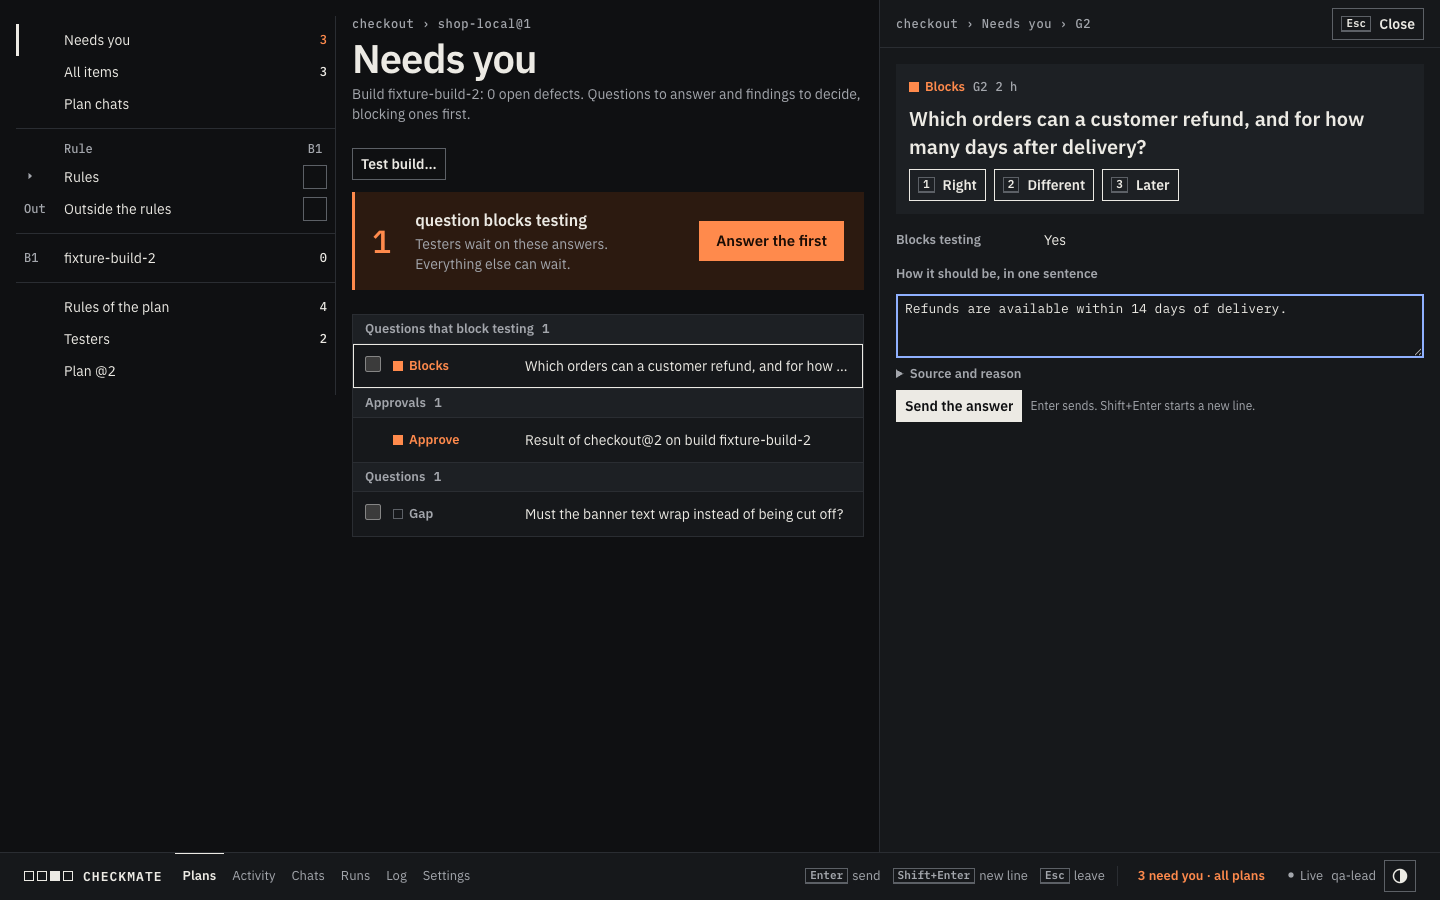 Needs you 3
All items 3
Plan chats
Rule B1
Rules
Out Outside the rules
B1 fixture-build-2 0
Rules of the plan 4
Testers 2
Plan @2
checkout › shop-local@1
Needs you
Build fixture-build-2: 0 open defects. Questions to answer and findings to decide,
blocking ones first.
Test build...
1
question blocks testing
Testers wait on these answers.
Everything else can wait.
Answer the first
Questions that block testing 1
Blocks Which orders can a customer refund, and for how ...
Approvals 1
Approve Result of checkout@2 on build fixture-build-2
Questions 1
Gap Must the banner text wrap instead of being cut off?
checkout › Needs you › G2
Esc Close
Blocks G2 2 h
Which orders can a customer refund, and for how
many days after delivery?
1 Right 2 Different 3 Later
Blocks testing Yes
How it should be, in one sentence
Refunds are available within 14 days of delivery.
Source and reason
Send the answer Enter sends. Shift+Enter starts a new line.
CHECKMATE Plans Activity Chats Runs Log Settings
Enter send Shift+Enter new line Esc leave 3 need you · all plans Live qa-lead